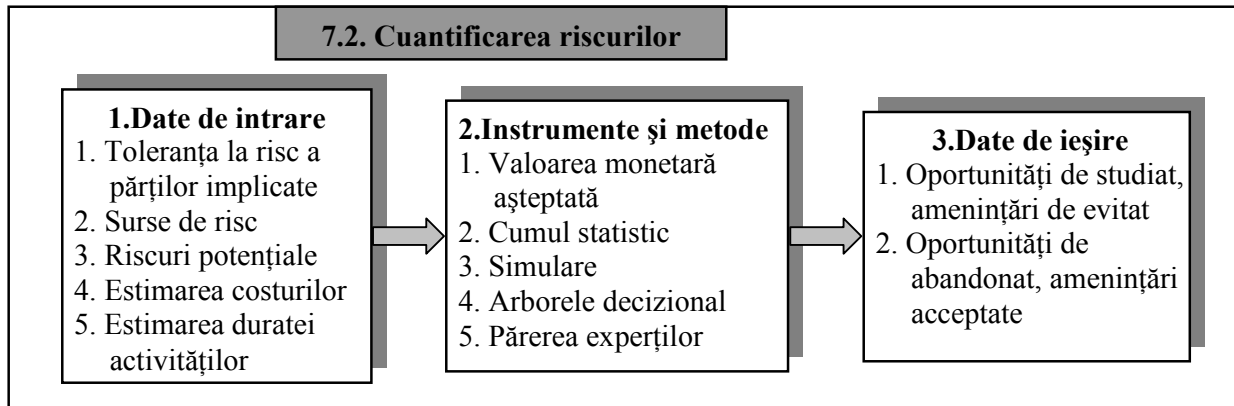 7.2. Cuantificarea riscurilor
1.Date de intrare
1. Toleranța la risc a
părților implicate
2. Surse de risc
3. Riscuri potențiale
4. Estimarea costurilor
5. Estimarea duratei
activităților
2.Instrumente şi metode
1. Valoarea monetară
aşteptată
2. Cumul statistic
3. Simulare
4. Arborele decizional
5. Părerea experților
3.Date de ieşire
1. Oportunități de studiat,
amenințări de evitat
2. Oportunități de
abandonat, amenințări
acceptate